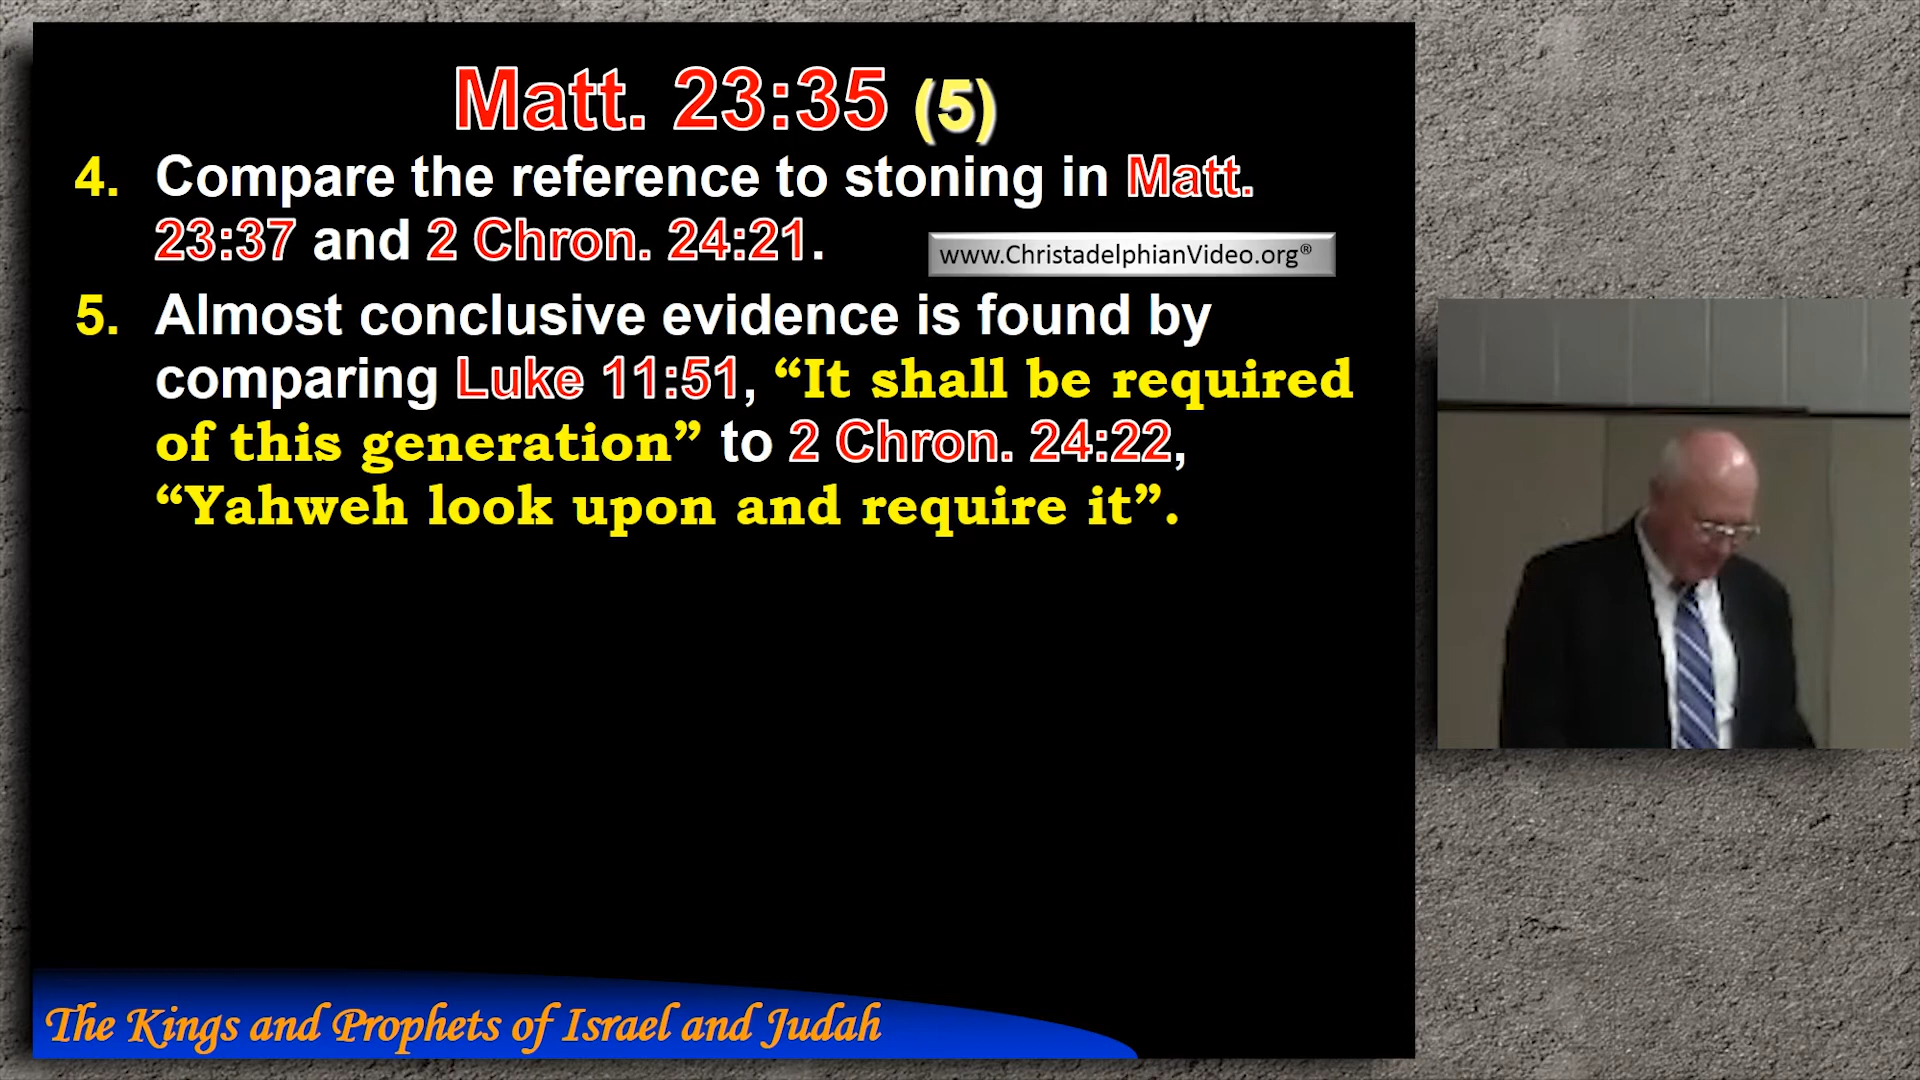 Matt. 23:35 (5)
4. Compare the reference to stoning in Matt.
23:37 and 2 Chron. 24:21.
www.ChristadelphianVideo.org®
5. Almost conclusive evidence is found by
comparing Luke 11:51, “It shall be required
of this generation” to 2 Chron. 24:22,
“Yahweh look upon and require it”.
The Kings and Prophets of Israel and Judah